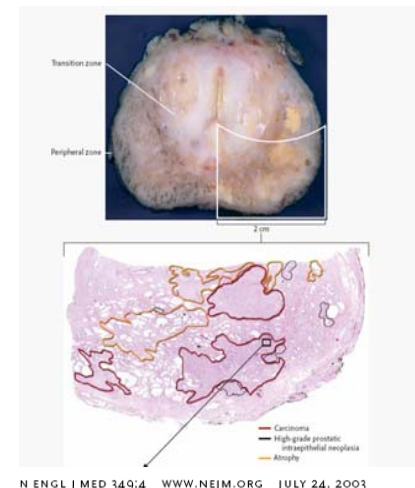 Transition zone
Peripheral zone
2 cm
Carcinoma
High-grade prostatic
intraepithelial neoplasia
Atrophy
N ENGL J MED 349;4 WWW.NEJM.ORG JULY 24, 2003